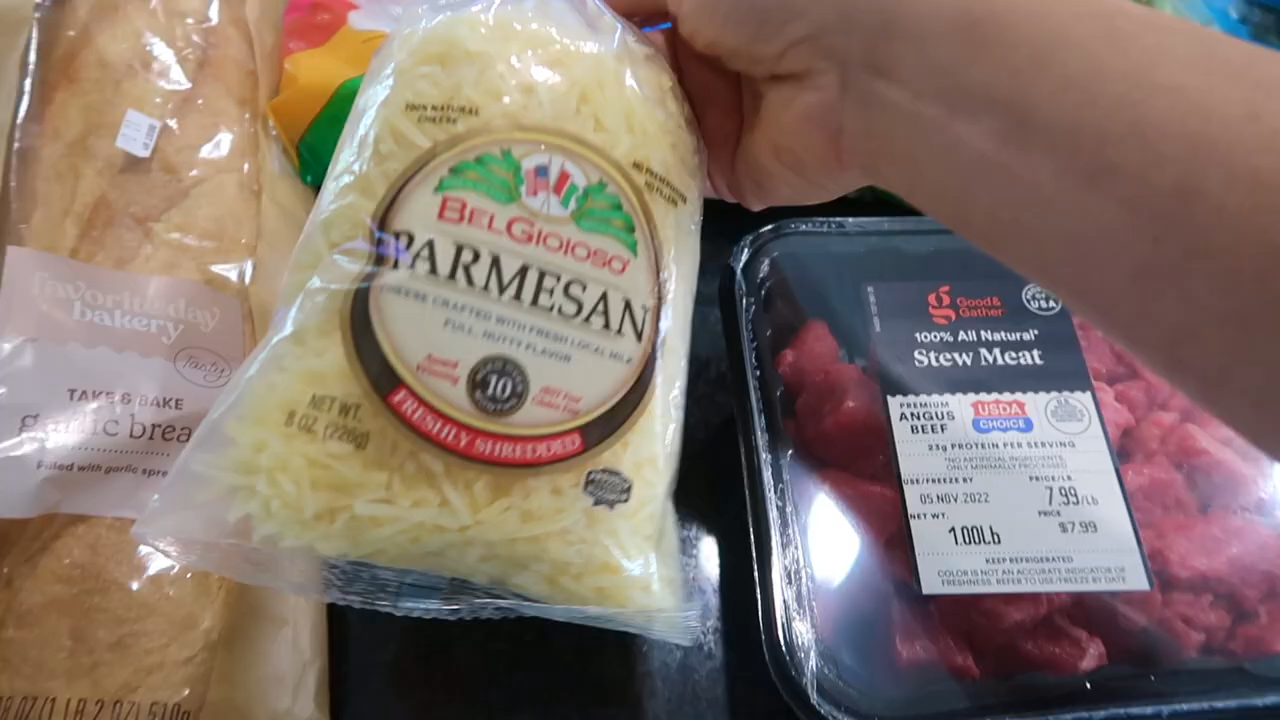 favorite day
bakery
Tasty
TAKE & BAKE
garlic brea
Filled with garlic spre
18 OZ (1 LB 2 OZ) 510g
100% NATURAL
CHEESE
NO PRESERVATIVES
NO FILLERS
BELGIOIOSO
PARMESAN
CHEESE CRAFTED WITH FRESH LOCAL MILK
FULL, NUTTY FLAVOR
10
NET WT.
8 OZ (226g)
FRESHLY SHREDDED
Good&
Gather
USA
100% All Natural*
Stew Meat
PREMIUM
ANGUS
BEEF
USDA
CHOICE
23g PROTEIN PER SERVING
*NO ARTIFICIAL INGREDIENTS,
ONLY MINIMALLY PROCESSED
USE/FREEZE BY
PRICE/LB.
05.NOV.2022
7.99/Lb
NET WT.
PRICE
1.00Lb
$7.99
KEEP REFRIGERATED
COLOR IS NOT AN ACCURATE INDICATOR OF
FRESHNESS. REFER TO USE/FREEZE BY DATE